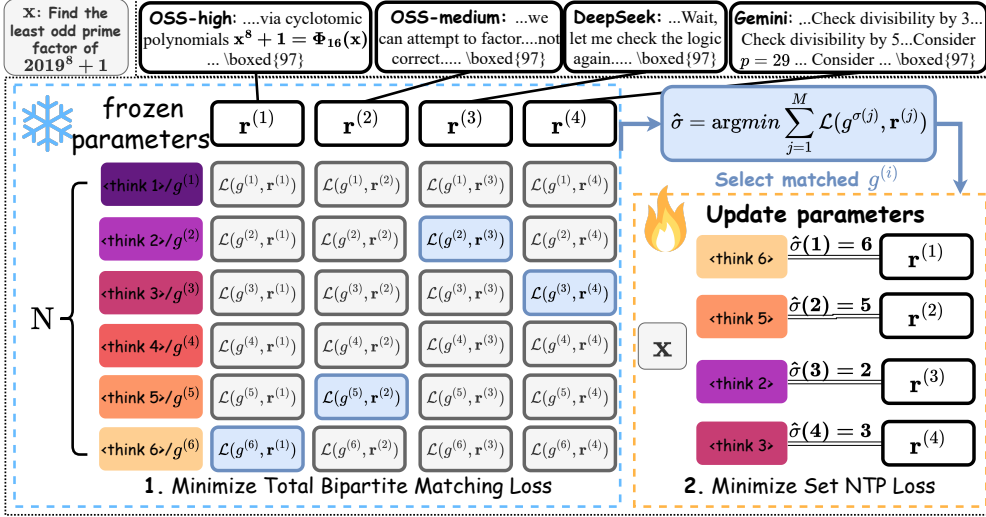 x: Find the
least odd prime
factor of
2019⁸ + 1
OSS-high: ....via cyclotomic
polynomials x⁸ + 1 = Φ₁₆(x)
... \boxed{97}
OSS-medium: ...we
can attempt to factor....not
correct..... \boxed{97}
DeepSeek: ...Wait,
let me check the logic
again..... \boxed{97}
Gemini: ...Check divisibility by 3...
Check divisibility by 5...Consider
p = 29 ... Consider ... \boxed{97}
frozen
parameters
r⁽¹⁾ r⁽²⁾ r⁽³⁾ r⁽⁴⁾
N
<think 1>/g⁽¹⁾ ℒ(g⁽¹⁾, r⁽¹⁾) ℒ(g⁽¹⁾, r⁽²⁾) ℒ(g⁽¹⁾, r⁽³⁾) ℒ(g⁽¹⁾, r⁽⁴⁾)
<think 2>/g⁽²⁾ ℒ(g⁽²⁾, r⁽¹⁾) ℒ(g⁽²⁾, r⁽²⁾) ℒ(g⁽²⁾, r⁽³⁾) ℒ(g⁽²⁾, r⁽⁴⁾)
<think 3>/g⁽³⁾ ℒ(g⁽³⁾, r⁽¹⁾) ℒ(g⁽³⁾, r⁽²⁾) ℒ(g⁽³⁾, r⁽³⁾) ℒ(g⁽³⁾, r⁽⁴⁾)
<think 4>/g⁽⁴⁾ ℒ(g⁽⁴⁾, r⁽¹⁾) ℒ(g⁽⁴⁾, r⁽²⁾) ℒ(g⁽⁴⁾, r⁽³⁾) ℒ(g⁽⁴⁾, r⁽⁴⁾)
<think 5>/g⁽⁵⁾ ℒ(g⁽⁵⁾, r⁽¹⁾) ℒ(g⁽⁵⁾, r⁽²⁾) ℒ(g⁽⁵⁾, r⁽³⁾) ℒ(g⁽⁵⁾, r⁽⁴⁾)
<think 6>/g⁽⁶⁾ ℒ(g⁽⁶⁾, r⁽¹⁾) ℒ(g⁽⁶⁾, r⁽²⁾) ℒ(g⁽⁶⁾, r⁽³⁾) ℒ(g⁽⁶⁾, r⁽⁴⁾)
1. Minimize Total Bipartite Matching Loss
σ̂ = argmin ∑_{j=1}^{M} ℒ(g^{σ(j)}, r^{(j)})
Select matched g⁽ⁱ⁾
Update parameters
x
<think 6> σ̂(1) = 6 r⁽¹⁾
<think 5> σ̂(2) = 5 r⁽²⁾
<think 2> σ̂(3) = 2 r⁽³⁾
<think 3> σ̂(4) = 3 r⁽⁴⁾
2. Minimize Set NTP Loss